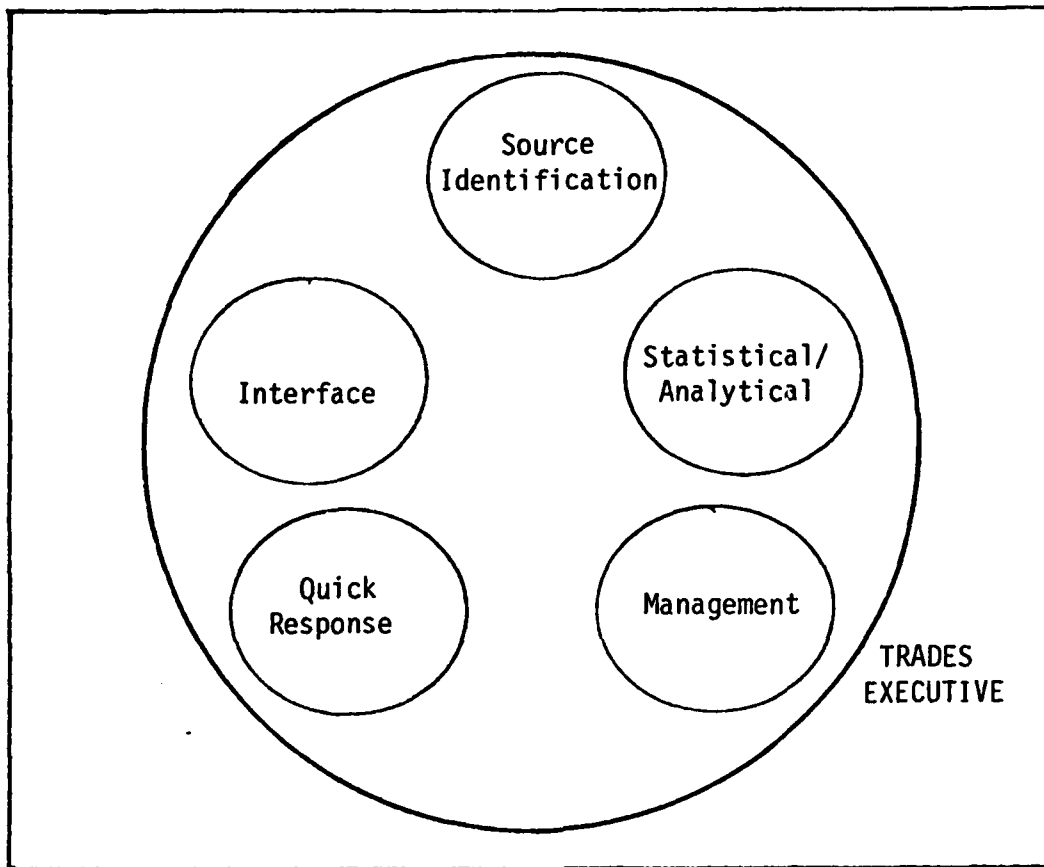 Source
Identification
Interface
Statistical/
Analytical
Quick
Response
Management
TRADES
EXECUTIVE